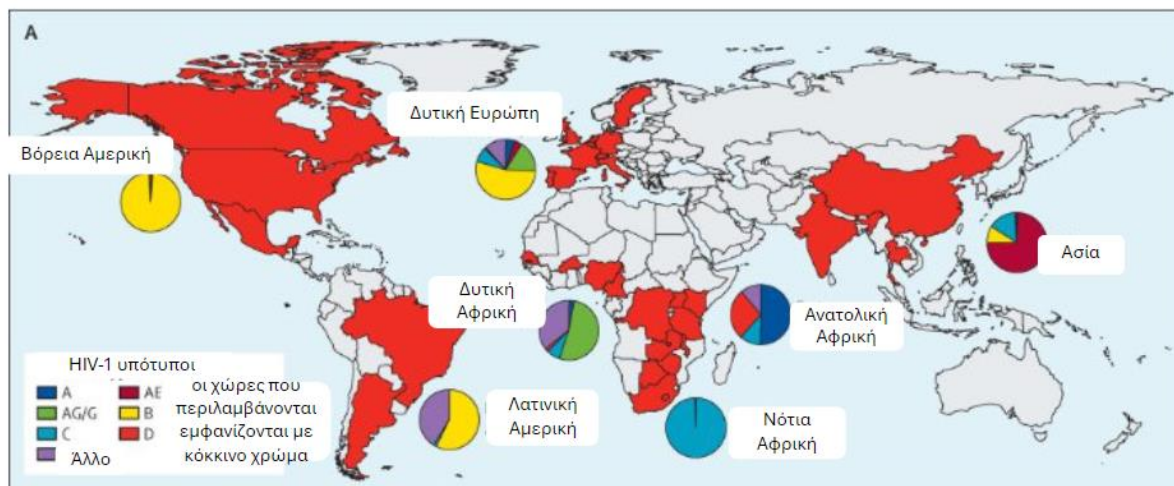 A
Δυτική Ευρώπη
Βόρεια Αμερική
Ασία
Δυτική
Αφρική
Ανατολική
Αφρική
HIV-1 υπότυποι
A
AE
AG/G
B
C
D
Άλλο
οι χώρες που
περιλαμβάνονται
εμφανίζονται με
κόκκινο χρώμα
Λατινική
Αμερική
Νότια
Αφρική